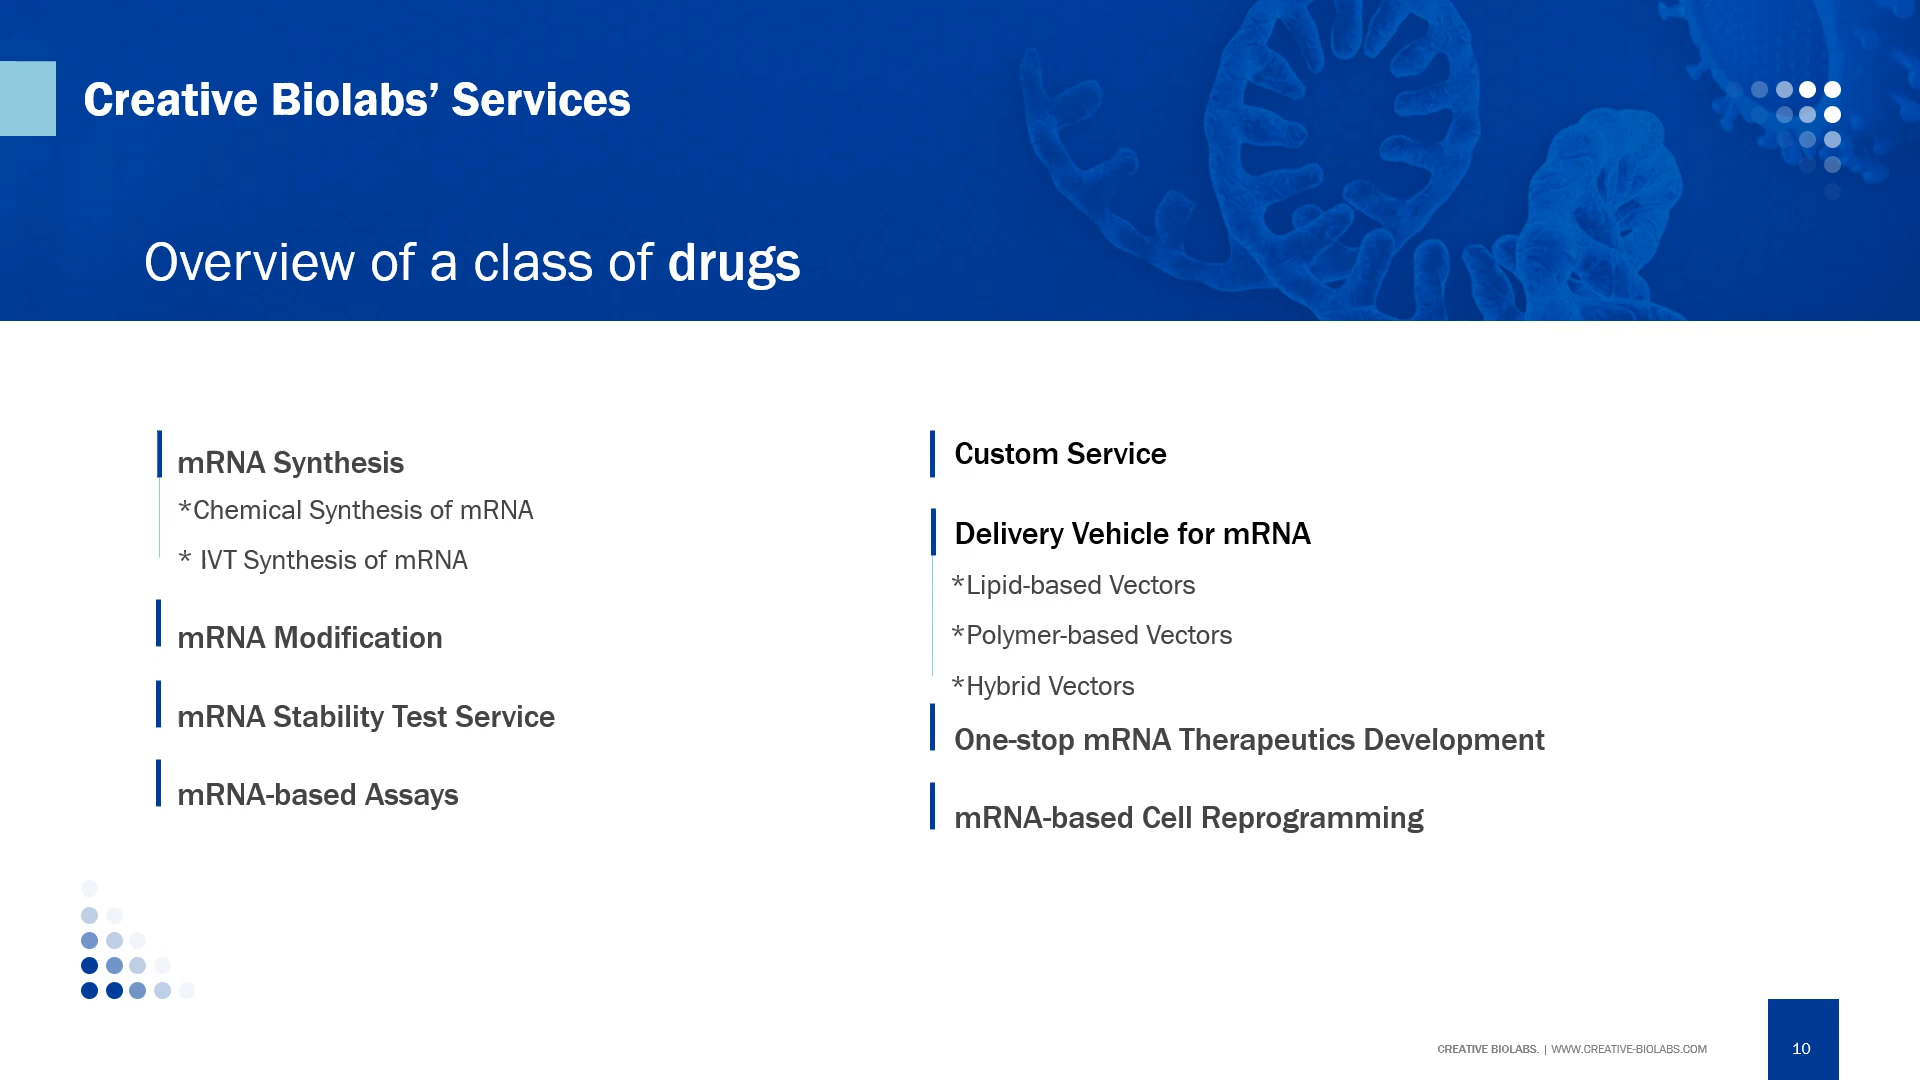 Creative Biolabs’ Services
Overview of a class of drugs
mRNA Synthesis
*Chemical Synthesis of mRNA
* IVT Synthesis of mRNA
mRNA Modification
mRNA Stability Test Service
mRNA-based Assays
Custom Service
Delivery Vehicle for mRNA
*Lipid-based Vectors
*Polymer-based Vectors
*Hybrid Vectors
One-stop mRNA Therapeutics Development
mRNA-based Cell Reprogramming
CREATIVE BIOLABS. | WWW.CREATIVE-BIOLABS.COM
10